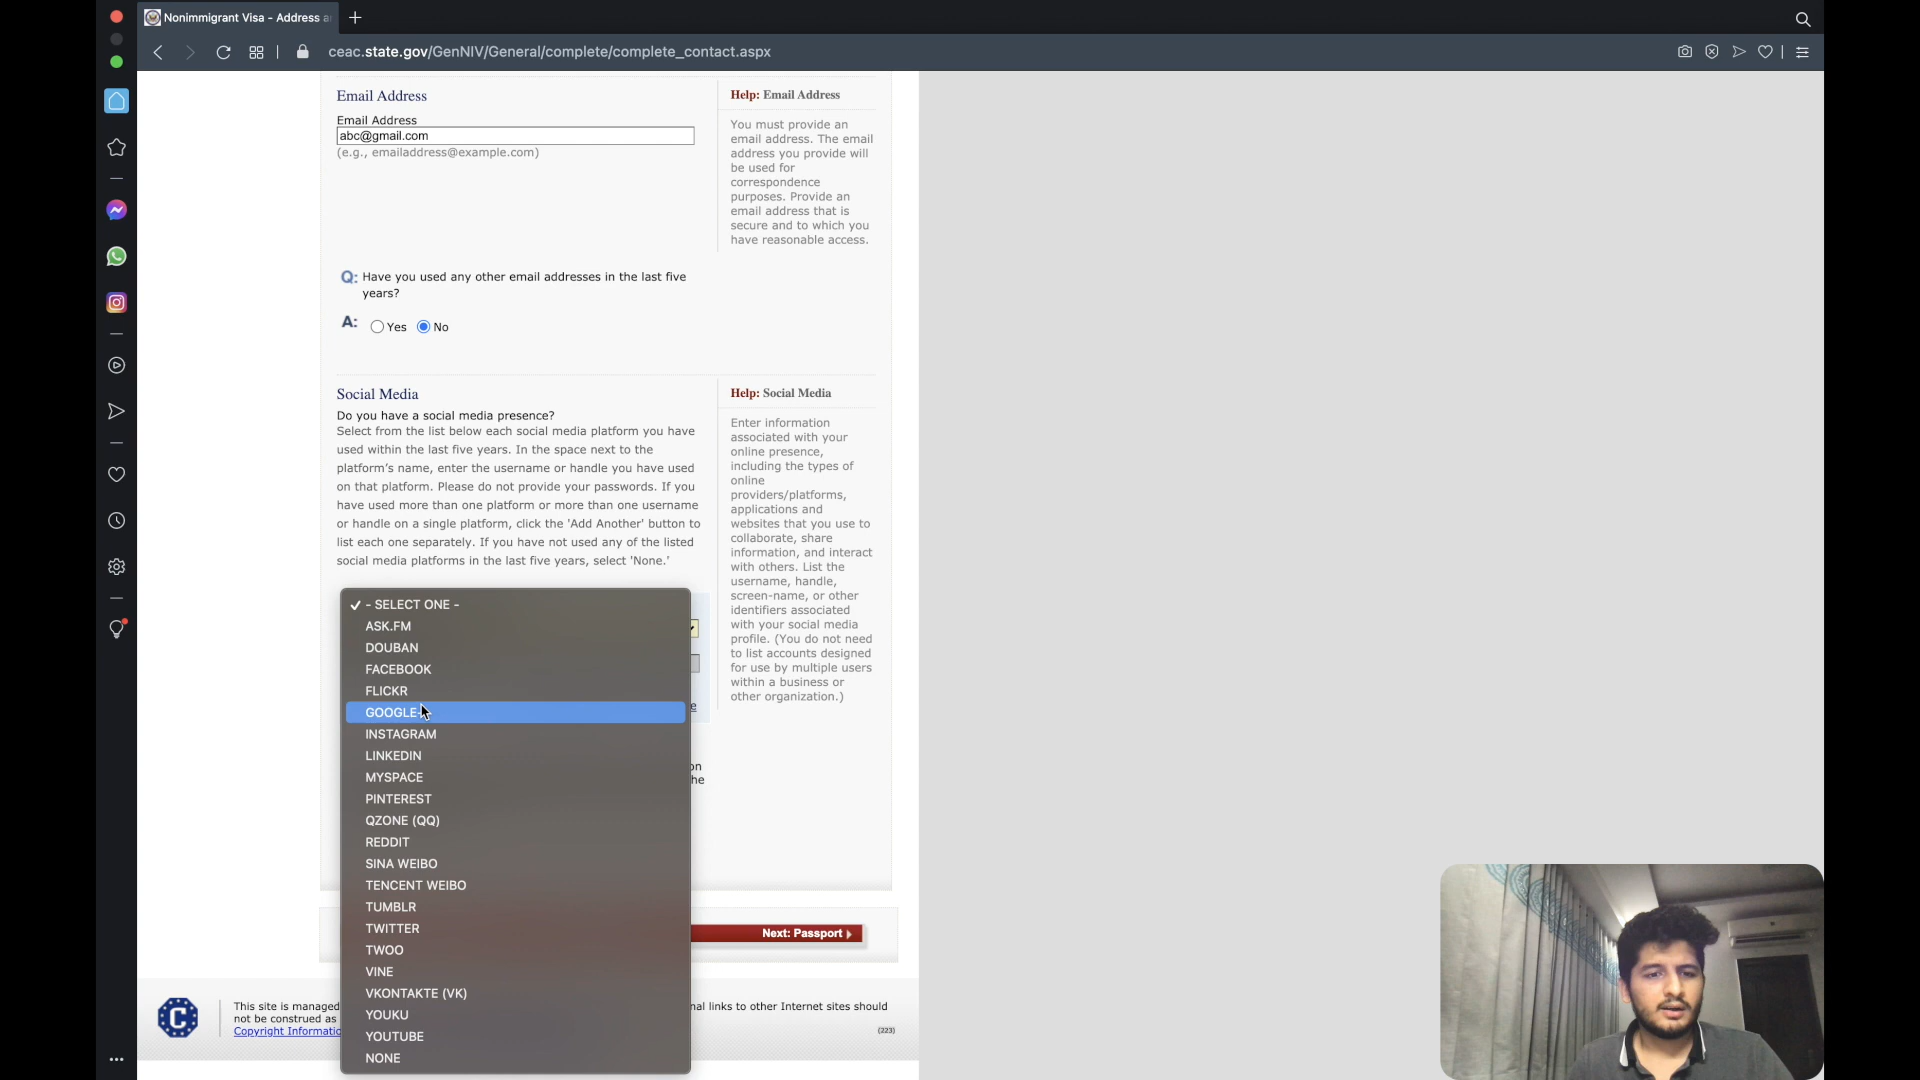 Nonimmigrant Visa - Address a
ceac.state.gov/GenNIV/General/complete/complete_contact.aspx
Email Address
Email Address
abc@gmail.com
(e.g., emailaddress@example.com)
Help: Email Address
You must provide an
email address. The email
address you provide will
be used for
correspondence
purposes. Provide an
email address that is
secure and to which you
have reasonable access.
Q: Have you used any other email addresses in the last five
years?
A: Yes No
Social Media
Do you have a social media presence?
Select from the list below each social media platform you have
used within the last five years. In the space next to the
platform's name, enter the username or handle you have used
on that platform. Please do not provide your passwords. If you
have used more than one platform or more than one username
or handle on a single platform, click the 'Add Another' button to
list each one separately. If you have not used any of the listed
social media platforms in the last five years, select 'None.'
Help: Social Media
Enter information
associated with your
online presence,
including the types of
online
providers/platforms,
applications and
websites that you use to
collaborate, share
information, and interact
with others. List the
username, handle,
screen-name, or other
identifiers associated
with your social media
profile. (You do not need
to list accounts designed
for use by multiple users
within a business or
other organization.)
- SELECT ONE -
ASK.FM
DOUBAN
FACEBOOK
FLICKR
GOOGLE
INSTAGRAM
LINKEDIN
MYSPACE
PINTEREST
QZONE (QQ)
REDDIT
SINA WEIBO
TENCENT WEIBO
TUMBLR
TWITTER
TWOO
VINE
VKONTAKTE (VK)
YOUKU
YOUTUBE
NONE
e
on
he
Next: Passport
C
This site is managed
nal links to other Internet sites should
not be construed as
Copyright Informatio
(223)